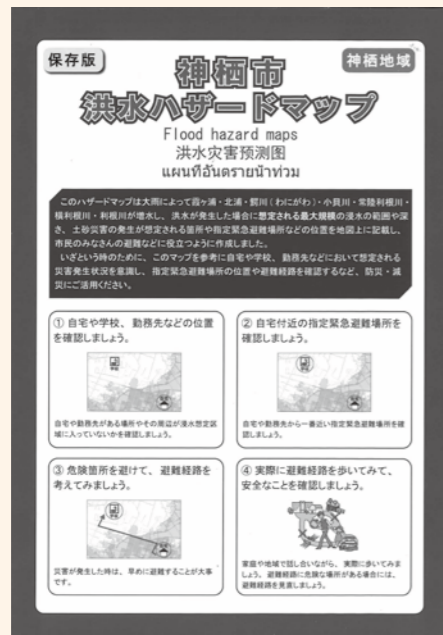 保存版
神栖地域
神栖市
洪水ハザードマップ
Flood hazard maps
洪水灾害预测图
แผนที่อันตรายน้ำท่วม
このハザードマップは大雨によって霞ヶ浦・北浦・鰐川（わにがわ）・小貝川・常陸利根川・
横利根川・利根川が増水し、洪水が発生した場合に想定される最大規模の浸水の範囲や深
さ、土砂災害の発生が想定される箇所や指定緊急避難場所などの位置を地図上に記載し、
市民のみなさんの避難などに役立つように作成しました。
いざという時のために、このマップを参考に自宅や学校、勤務先などにおいて想定される
災害発生状況を意識し、指定緊急避難場所の位置や避難経路を確認するなど、防災・減
災にご活用ください。
① 自宅や学校、勤務先などの位置
を確認しましょう。
自宅や勤務先がある場所やその周辺が浸水想定区
域に入っていないかを確認しましょう。
② 自宅付近の指定緊急避難場所を
確認しましょう。
自宅や勤務先から一番近い指定緊急避難場所を確
認しましょう。
③ 危険箇所を避けて、避難経路を
考えてみましょう。
災害が発生した時は、早めに避難することが大事
です。
④ 実際に避難経路を歩いてみて、
安全なことを確認しましょう。
家庭や地域で話し合いながら、実際に歩いてみま
しょう。避難経路に危険な場所がある場合には、
避難経路を見直しましょう。